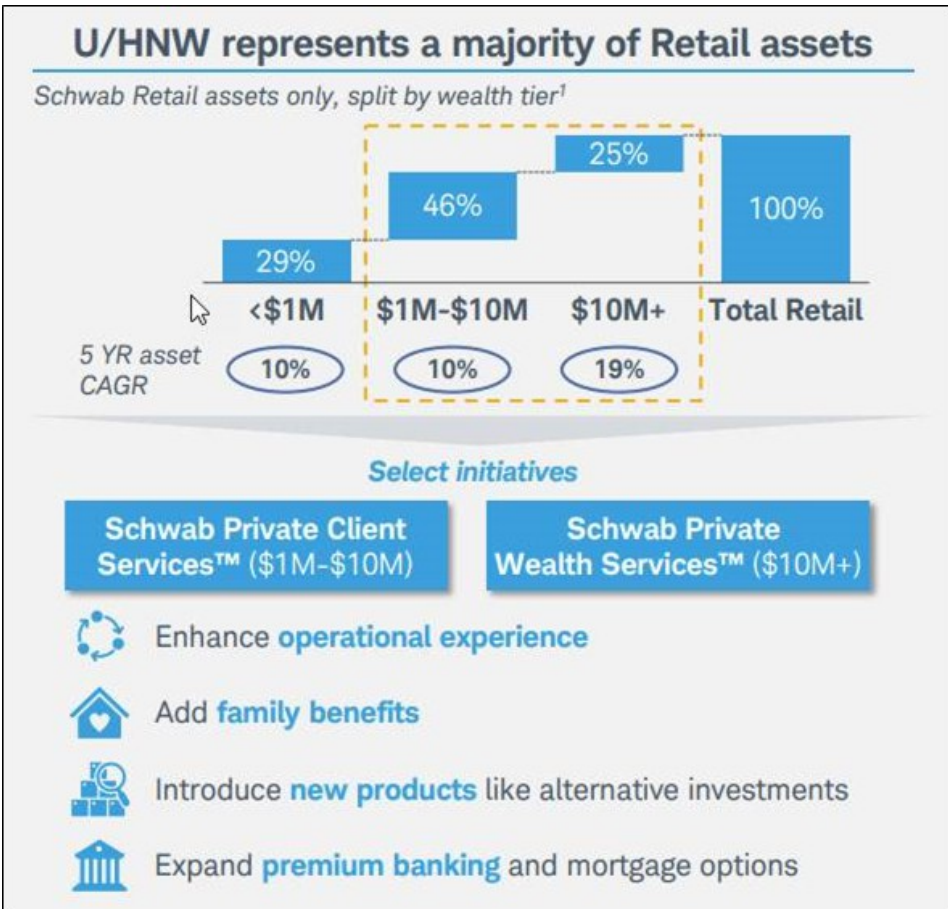 U/HNW represents a majority of Retail assets
Schwab Retail assets only, split by wealth tier¹
25%
46%
100%
29%
<$1M $1M-$10M $10M+ Total Retail
5 YR asset
CAGR
10% 10% 19%
Select initiatives
Schwab Private Client
Services™ ($1M-$10M)
Schwab Private
Wealth Services™ ($10M+)
Enhance operational experience
Add family benefits
Introduce new products like alternative investments
Expand premium banking and mortgage options